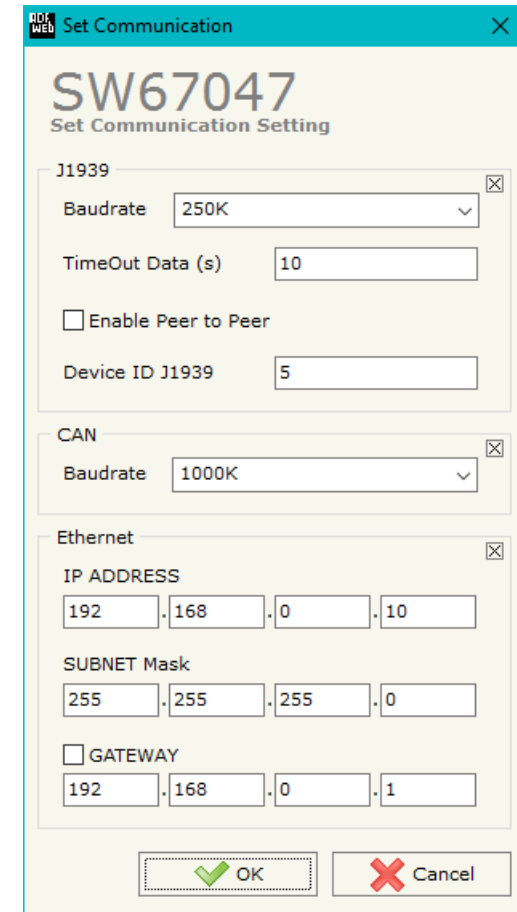 ADF WEB Set Communication
SW67047
Set Communication Setting
J1939
Baudrate 250K
TimeOut Data (s) 10
Enable Peer to Peer
Device ID J1939 5
CAN
Baudrate 1000K
Ethernet
IP ADDRESS
192 . 168 . 0 . 10
SUBNET Mask
255 . 255 . 255 . 0
GATEWAY
192 . 168 . 0 . 1
OK Cancel